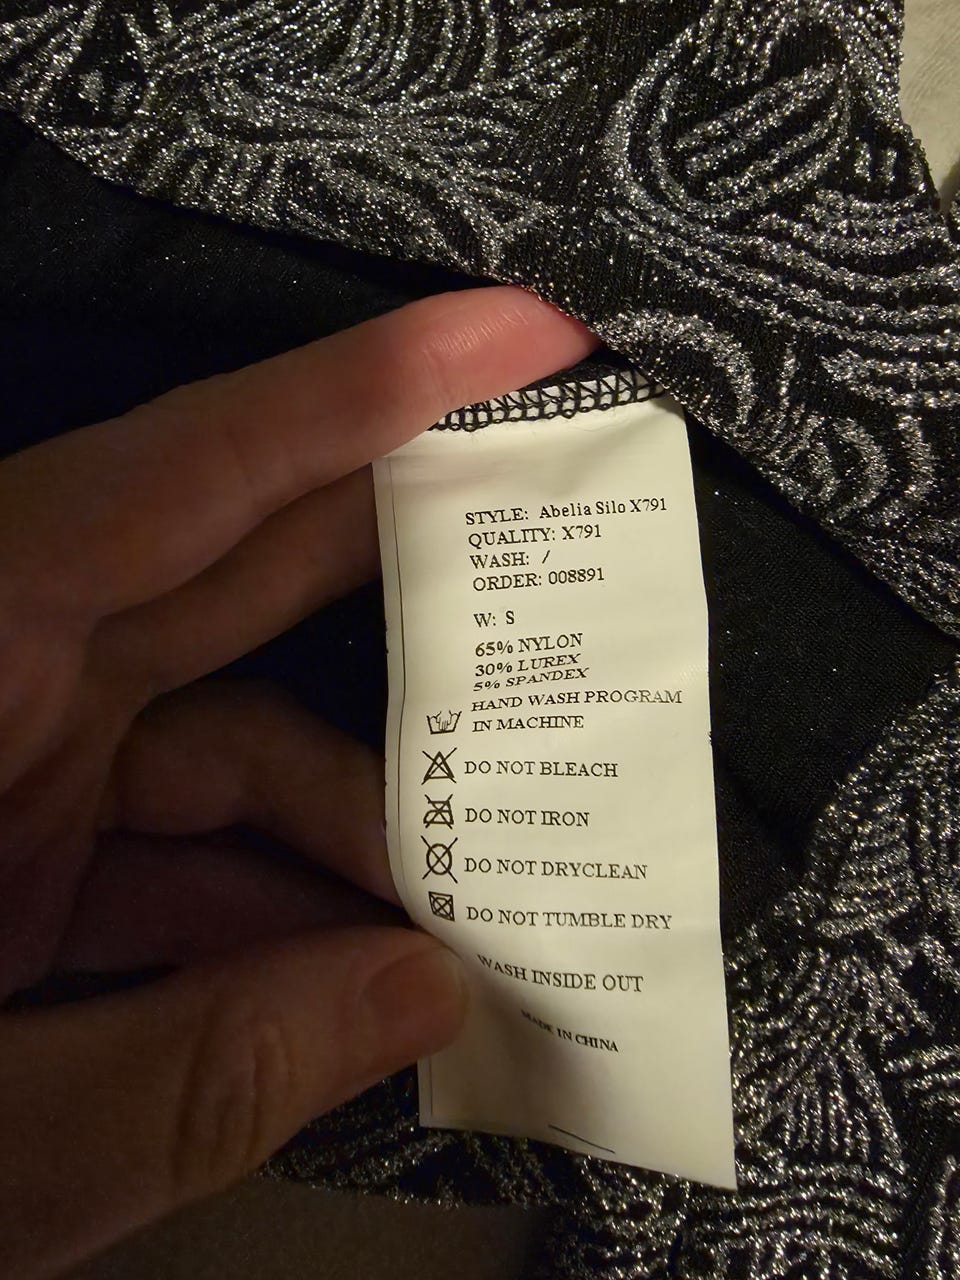 STYLE: Abelia Silo X791
QUALITY: X791
WASH: /
ORDER: 008891
W: S
65% NYLON
30% LUREX
5% SPANDEX
HAND WASH PROGRAM
IN MACHINE
DO NOT BLEACH
DO NOT IRON
DO NOT DRYCLEAN
DO NOT TUMBLE DRY
WASH INSIDE OUT
MADE IN CHINA